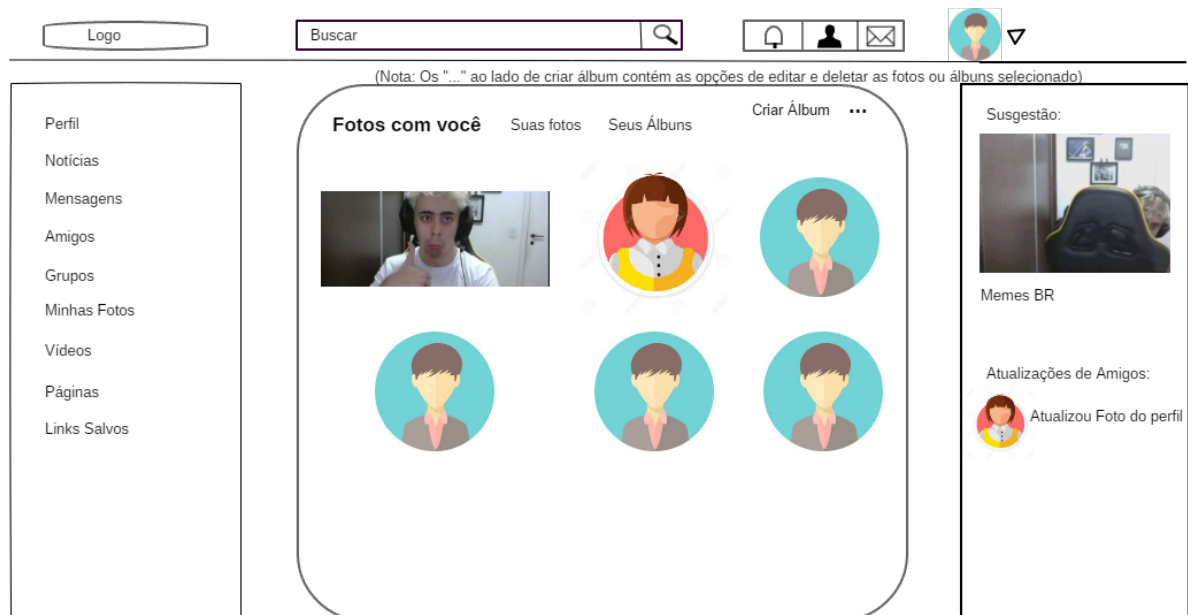 Logo
Buscar
(Nota: Os "..." ao lado de criar álbum contém as opções de editar e deletar as fotos ou álbuns selecionado)
Perfil
Notícias
Mensagens
Amigos
Grupos
Minhas Fotos
Vídeos
Páginas
Links Salvos
Fotos com você
Suas fotos
Seus Álbuns
Criar Álbum ...
Susgestão:
Memes BR
Atualizações de Amigos:
Atualizou Foto do perfil